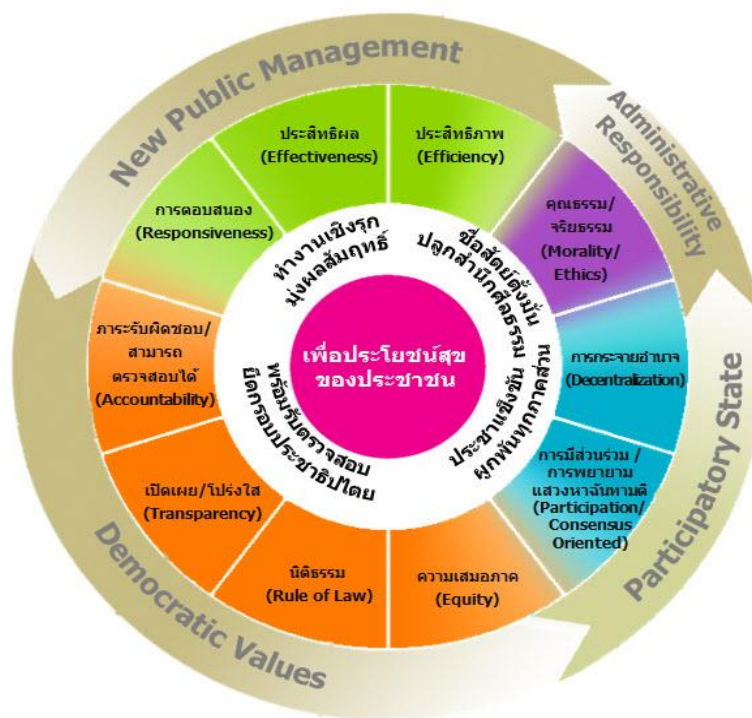 New Public Management
Administrative
Responsibility
Participatory State
Democratic Values
ประสิทธิภาพ
(Efficiency)
คุณธรรม/
จริยธรรม
(Morality/
Ethics)
การกระจายอำนาจ
(Decentralization)
การมีส่วนร่วม /
การพยายาม
แสวงหาฉันทามติ
(Participation/
Consensus
Oriented)
ความเสมอภาค
(Equity)
นิติธรรม
(Rule of Law)
เปิดเผย/โปร่งใส
(Transparency)
ภาระรับผิดชอบ/
สามารถ
ตรวจสอบได้
(Accountability)
การตอบสนอง
(Responsiveness)
ประสิทธิผล
(Effectiveness)
ทำงานเชิงรุก
มุ่งผลสัมฤทธิ์
ซื่อสัตย์ตั้งมั่น
ปลูกสำนึกศีลธรรม
ประชาแข็งขัน
ผูกพันทุกภาคส่วน
พร้อมรับตรวจสอบ
ยึดกรอบประชาธิปไตย
เพื่อประโยชน์สุข
ของประชาชน